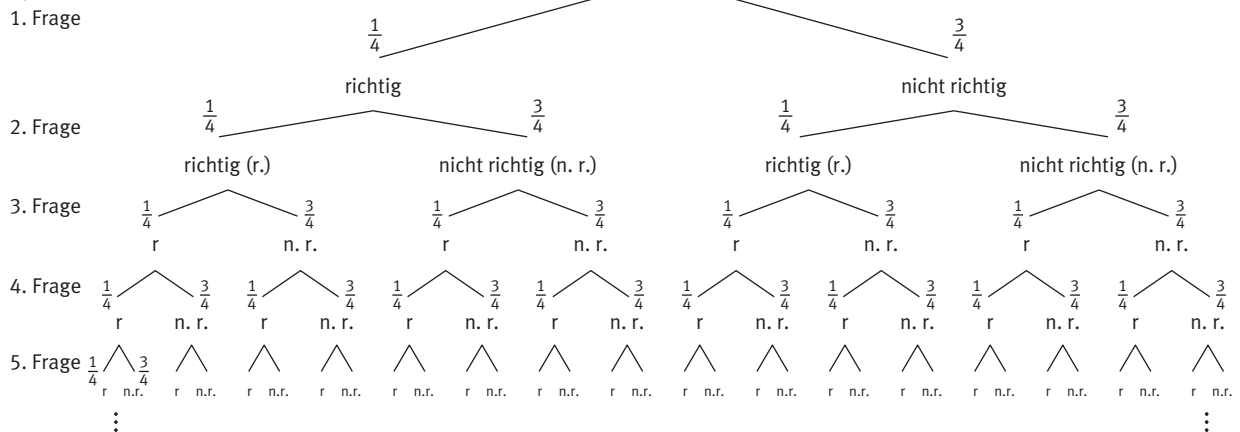 1. Frage
1/4 3/4
richtig nicht richtig
1/4 3/4 1/4 3/4
2. Frage
richtig (r.) nicht richtig (n. r.) richtig (r.) nicht richtig (n. r.)
3. Frage 1/4 3/4 1/4 3/4 1/4 3/4 1/4 3/4
r n. r. r n. r. r n. r. r n. r.
4. Frage 1/4 3/4 1/4 3/4 1/4 3/4 1/4 3/4 1/4 3/4 1/4 3/4 1/4 3/4 1/4 3/4
r n. r. r n. r. r n. r. r n. r. r n. r. r n. r. r n. r. r n. r.
5. Frage 1/4 3/4
r n.r. r n.r. r n.r. r n.r. r n.r. r n.r. r n.r. r n.r. r n.r. r n.r. r n.r. r n.r. r n.r. r n.r. r n.r. r n.r.
⋮ ⋮